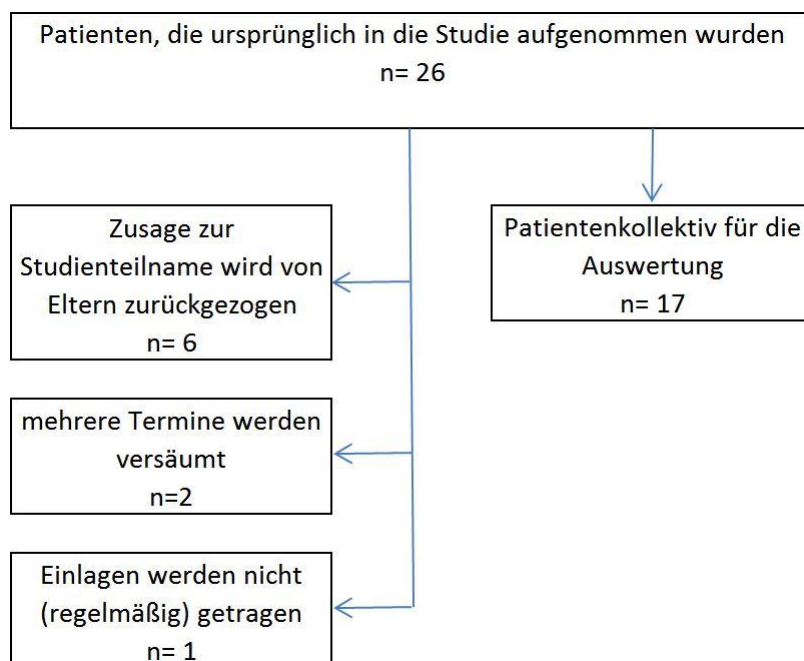 Patienten, die ursprünglich in die Studie aufgenommen wurden
n= 26
Zusage zur
Studienteilname wird von
Eltern zurückgezogen
n= 6
Patientenkollektiv für die
Auswertung
n= 17
mehrere Termine werden
versäumt
n=2
Einlagen werden nicht
(regelmäßig) getragen
n= 1